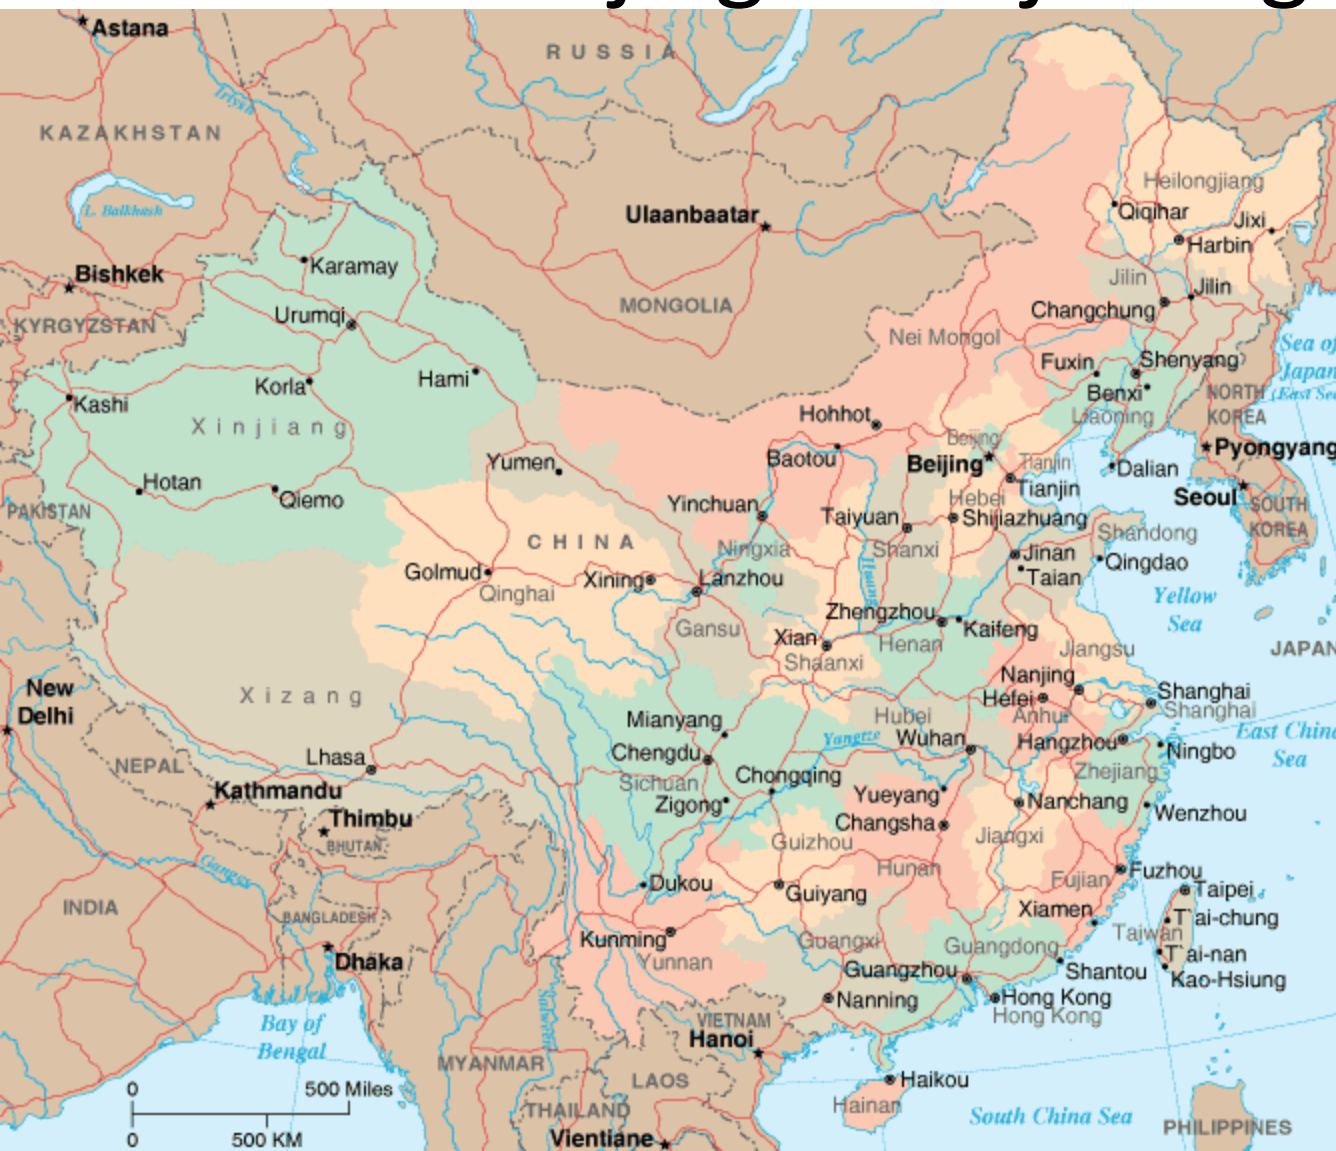 Astana
RUSSIA
Irtysh
KAZAKHSTAN
Heilongjiang
L. Balkhash
Ulaanbaatar
Qiqihar
Jixi
Harbin
Karamay
Bishkek
Jilin
Jilin
MONGOLIA
Changchung
Urumqi
KYRGYZSTAN
Nei Mongol
Sea of
Japan
(East Sea
Fuxin
Shenyang
Korla
Hami
Benxi
NORTH
KOREA
Kashi
Liaoning
Hohhot
Xinjiang
Beijing
Pyongyang
Baotou
Beijing
Tianjin
Yumen
Dalian
Hotan
Qiemo
Tianjin
Seoul
Hebei
PAKISTAN
Yinchuan
Taiyuan
Shijiazhuang
SOUTH
KOREA
CHINA
Ningxia
Shanxi
Shandong
Golmud
Xining
Lanzhou
Jinan
Qingdao
Taian
Qinghai
Huang
Yellow
Sea
Gansu
Zhengzhou
Kaifeng
Xian
Henan
Jiangsu
JAPAN
Shaanxi
Nanjing
New
Delhi
Xizang
Hefei
Shanghai
Shanghai
Mianyang
Hubei
Anhui
East China
Sea
Yangtze
Wuhan
Hangzhou
Ningbo
Lhasa
Chengdu
NEPAL
Sichuan
Chongqing
Zhejiang
Kathmandu
Zigong
Yueyang
Nanchang
Wenzhou
Thimbu
Changsha
BHUTAN
Guizhou
Jiangxi
Ganges
Hunan
Fuzhou
Dukou
Guiyang
Fujian
Taipei
INDIA
BANGLADESH
Xiamen
T'ai-chung
Kunming
Guangxi
Guangdong
Taiwan
Dhaka
Yunnan
T'ai-nan
Guangzhou
Shantou
Kao-Hsiung
Nanning
Hong Kong
Hong Kong
Bay of
Bengal
Salween
VIETNAM
Hanoi
MYANMAR
LAOS
Haikou
0 500 Miles
Hainan
THAILAND
South China Sea
PHILIPPINES
0 500 KM
Vientiane